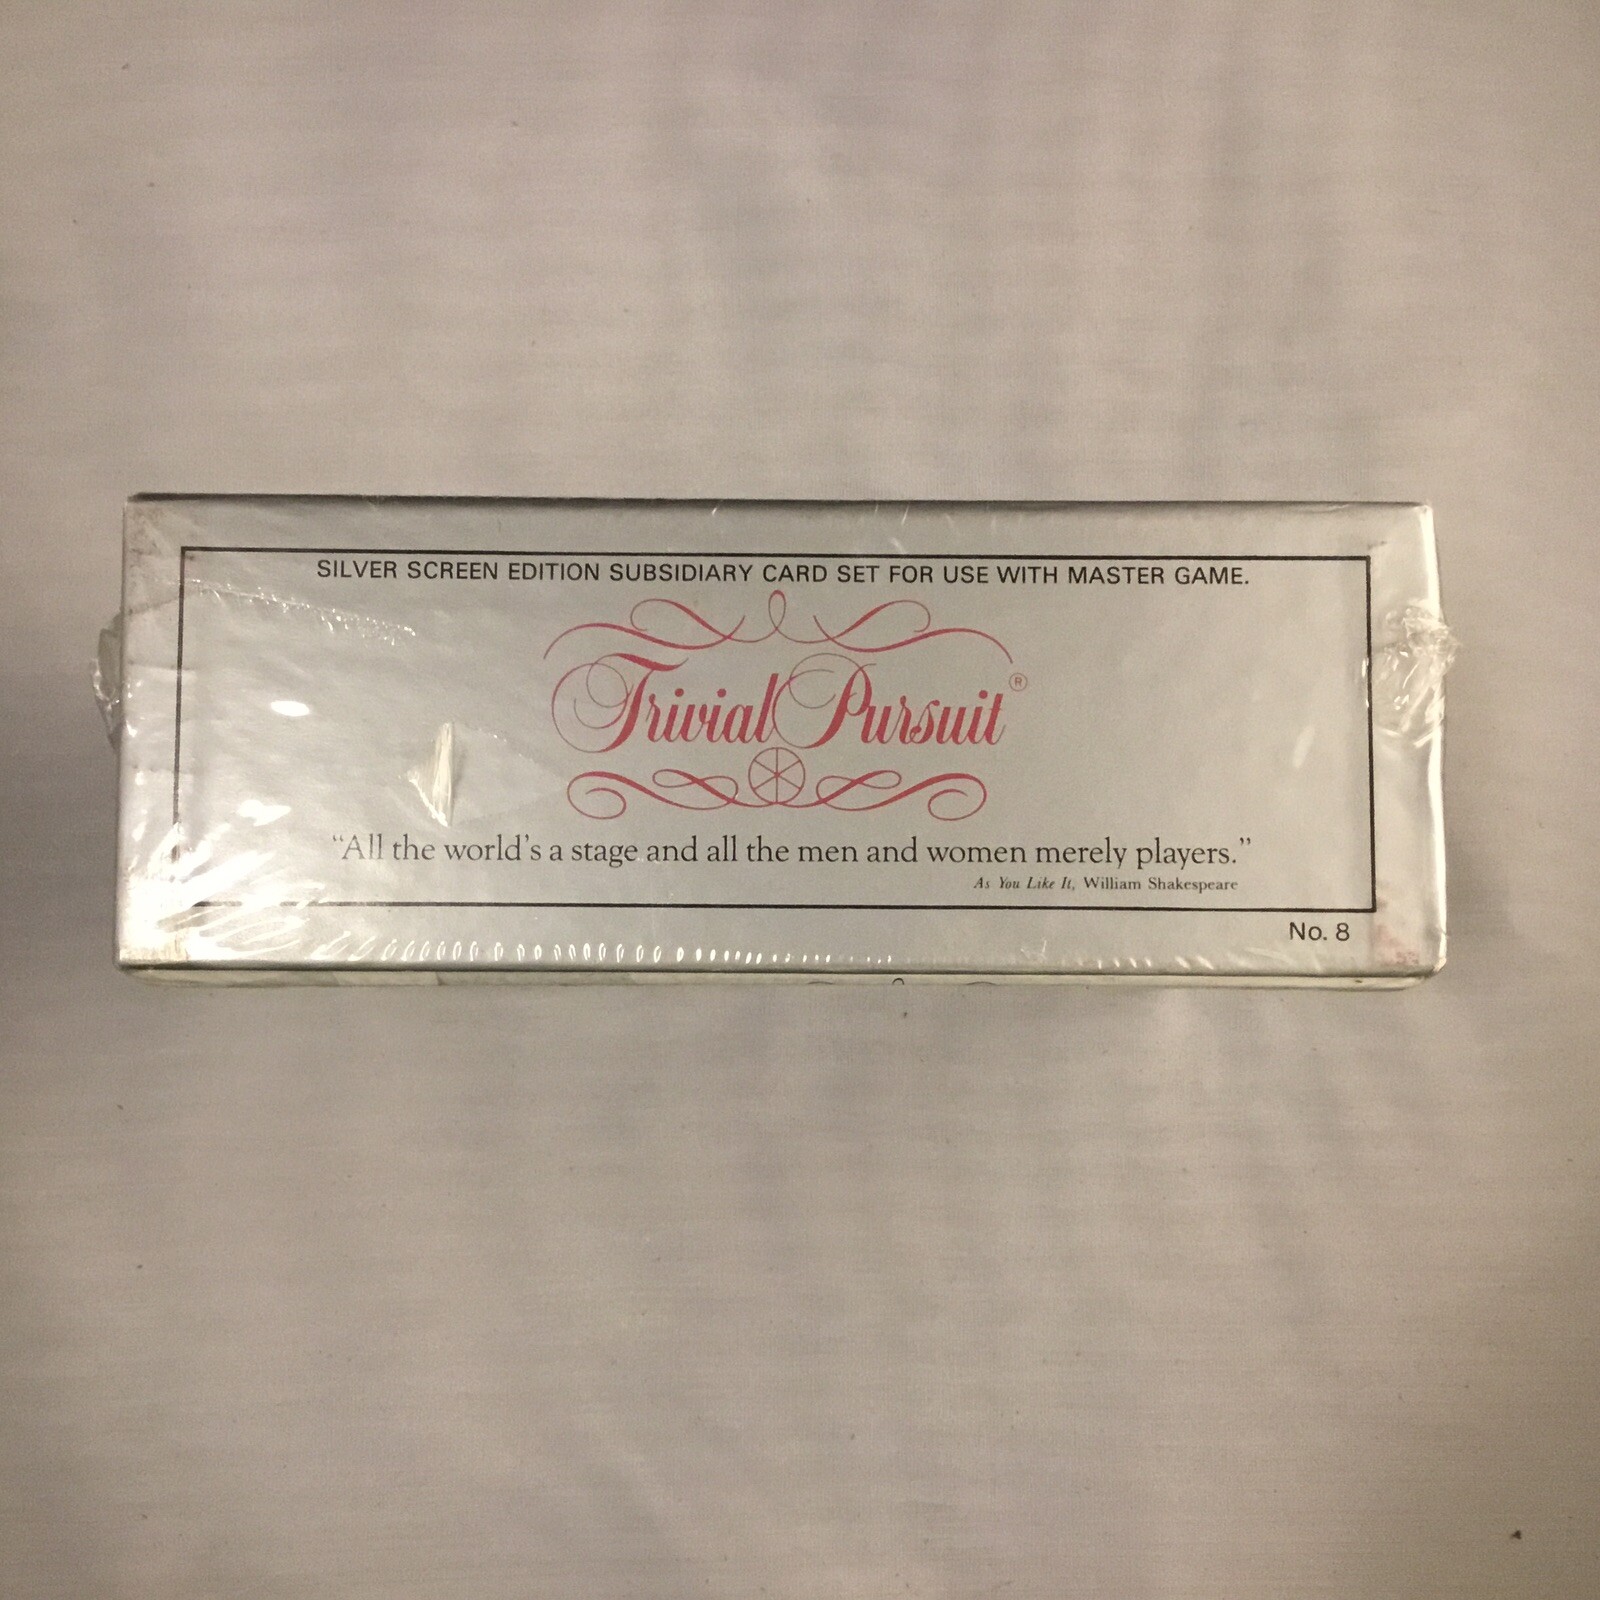 SILVER SCREEN EDITION SUBSIDIARY CARD SET FOR USE WITH MASTER GAME.
Trivial Pursuit®
“All the world's a stage and all the men and women merely players.”
As You Like It, William Shakespeare
No. 8